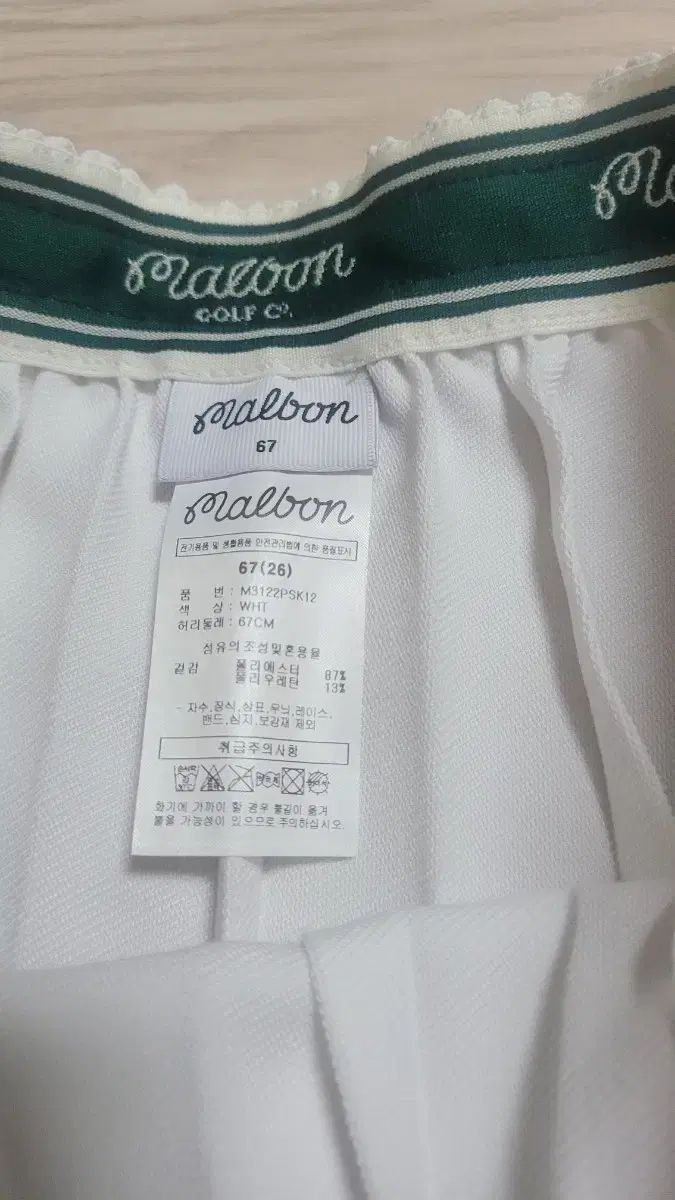 malbon
GOLF CO.
malbon
67
malbon
전기용품 및 생활용품 안전관리법에 의한 품질표시
67(26)
품 번 : M3122PSK12
색 상 : WHT
허리둘레 : 67CM
섬유의 조성및혼용율
겉감 폴리에스터 87%
폴리우레탄 13%
- 자수,장식,상표,무늬,레이스,
밴드,심지,보강재 제외
취급주의사항
화기에 가까이 할 경우 불길이 옮겨
붙을 가능성이 있으므로 주의하십시오.